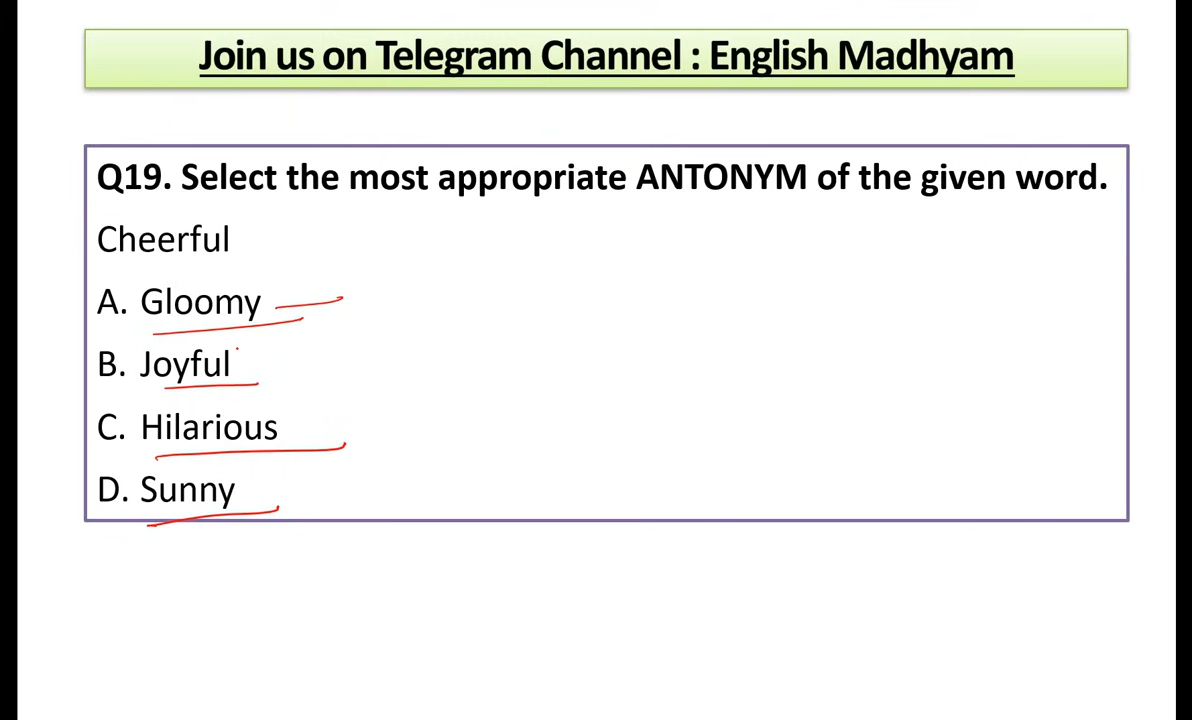 Join us on Telegram Channel : English Madhyam
Q19. Select the most appropriate ANTONYM of the given word.
Cheerful
A. Gloomy
B. Joyful
C. Hilarious
D. Sunny